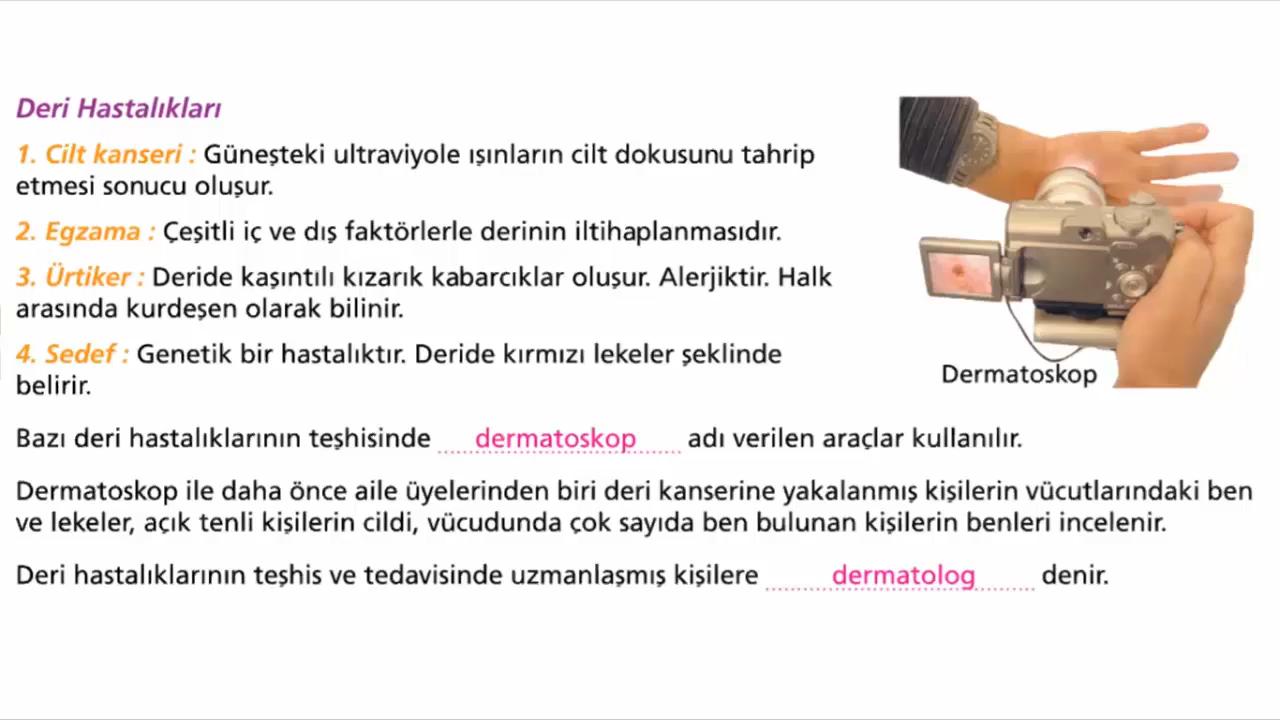 Deri Hastalıkları
1. Cilt kanseri : Güneşteki ultraviyole ışınların cilt dokusunu tahrip
etmesi sonucu oluşur.
2. Egzama : Çeşitli iç ve dış faktörlerle derinin iltihaplanmasıdır.
3. Ürtiker : Deride kaşıntılı kızarık kabarcıklar oluşur. Alerjiktir. Halk
arasında kurdeşen olarak bilinir.
4. Sedef : Genetik bir hastalıktır. Deride kırmızı lekeler şeklinde
belirir.
Dermatoskop
Bazı deri hastalıklarının teşhisinde dermatoskop adı verilen araçlar kullanılır.
Dermatoskop ile daha önce aile üyelerinden biri deri kanserine yakalanmış kişilerin vücutlarındaki ben
ve lekeler, açık tenli kişilerin cildi, vücudunda çok sayıda ben bulunan kişilerin benleri incelenir.
Deri hastalıklarının teşhis ve tedavisinde uzmanlaşmış kişilere dermatolog denir.